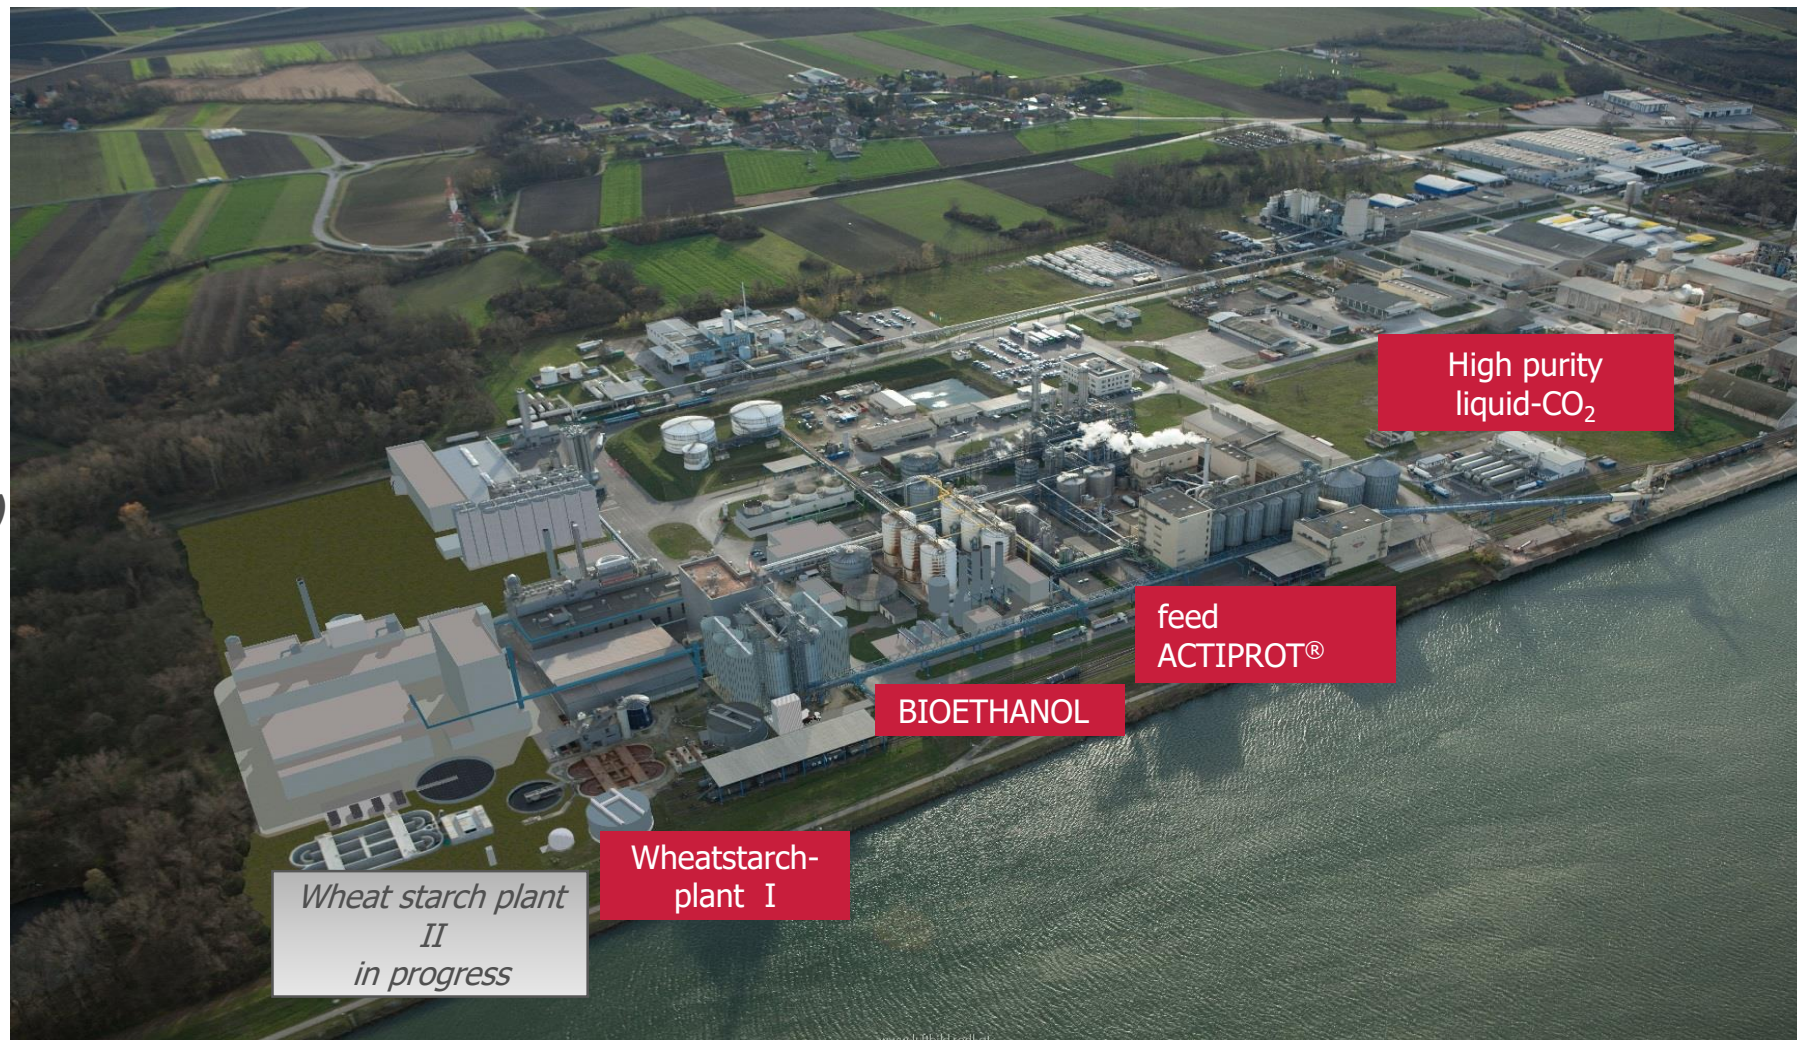 High purity
liquid-CO₂
feed
ACTIPROT®
BIOETHANOL
Wheatstarch-
plant I
Wheat starch plant
II
in progress